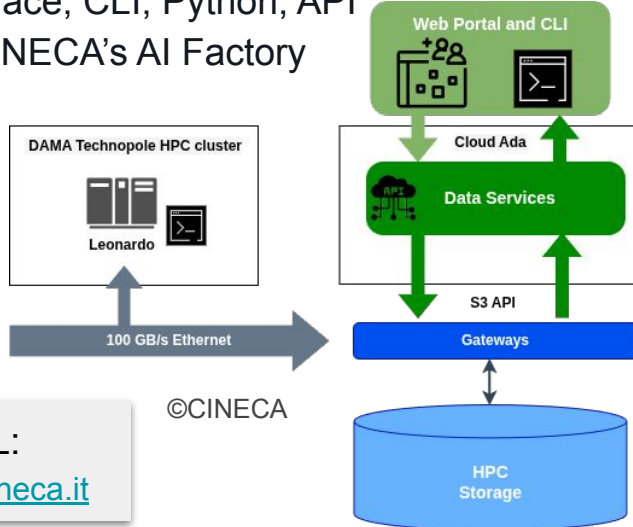 ace, CLI, Python, API
NECA's AI Factory
Web Portal and CLI
DAMA Technopole HPC cluster
Leonardo
Cloud Ada
API
Data Services
S3 API
100 GB/s Ethernet
Gateways
©CINECA
HPC
Storage
L:
neca.it